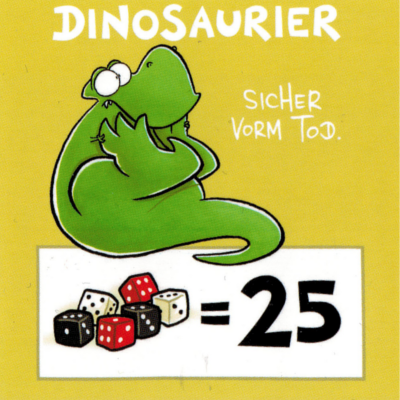 DINOSAURIER
SICHER
VORM TOD.
= 25